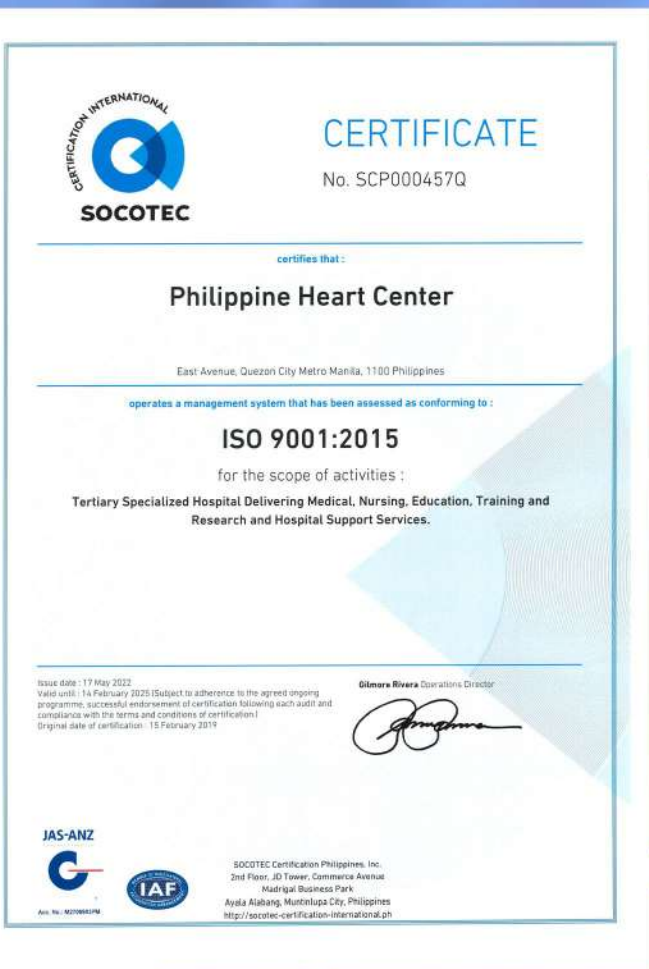 CERTIFICATION INTERNATIONAL
SOCOTEC
CERTIFICATE
No. SCP000457Q
certifies that :
Philippine Heart Center
East Avenue, Quezon City Metro Manila, 1100 Philippines
operates a management system that has been assessed as conforming to :
ISO 9001:2015
for the scope of activities :
Tertiary Specialized Hospital Delivering Medical, Nursing, Education, Training and
Research and Hospital Support Services.
Issue date : 17 May 2022
Valid until : 14 February 2025 (Subject to adherence to the agreed ongoing
programme, successful endorsement of certification following each audit and
compliance with the terms and conditions of certification)
Original date of certification : 15 February 2019
Gilmore Rivera Operations Director
JAS-ANZ
IAF
Acc. No.:
SOCOTEC Certification Philippines, Inc.
2nd Floor, JD Tower, Commerce Avenue
Madrigal Business Park
Ayala Alabang, Muntinlupa City, Philippines
http://socotec-certification-international.ph